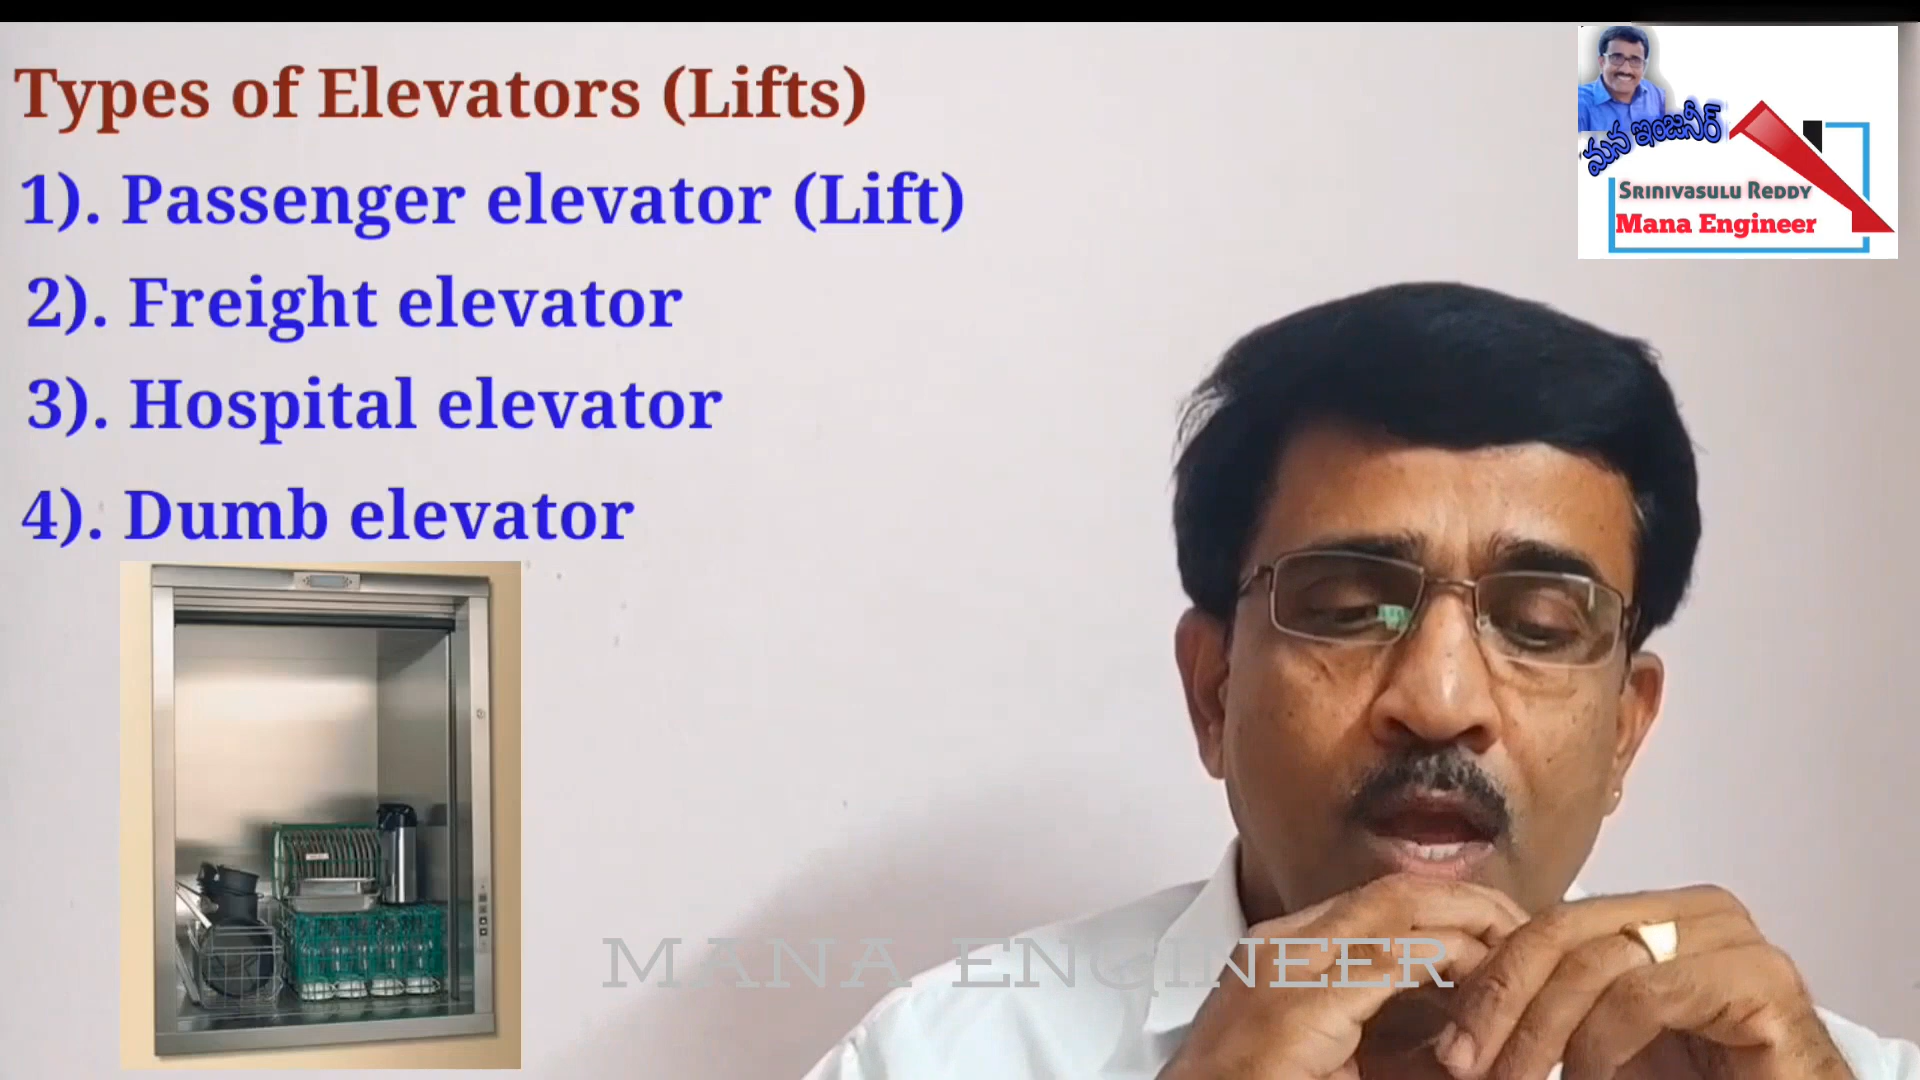 Types of Elevators (Lifts)
1). Passenger elevator (Lift)
2). Freight elevator
3). Hospital elevator
4). Dumb elevator
మన ఇంజనీర్
SRINIVASULU REDDY
Mana Engineer
MANA ENGINEER